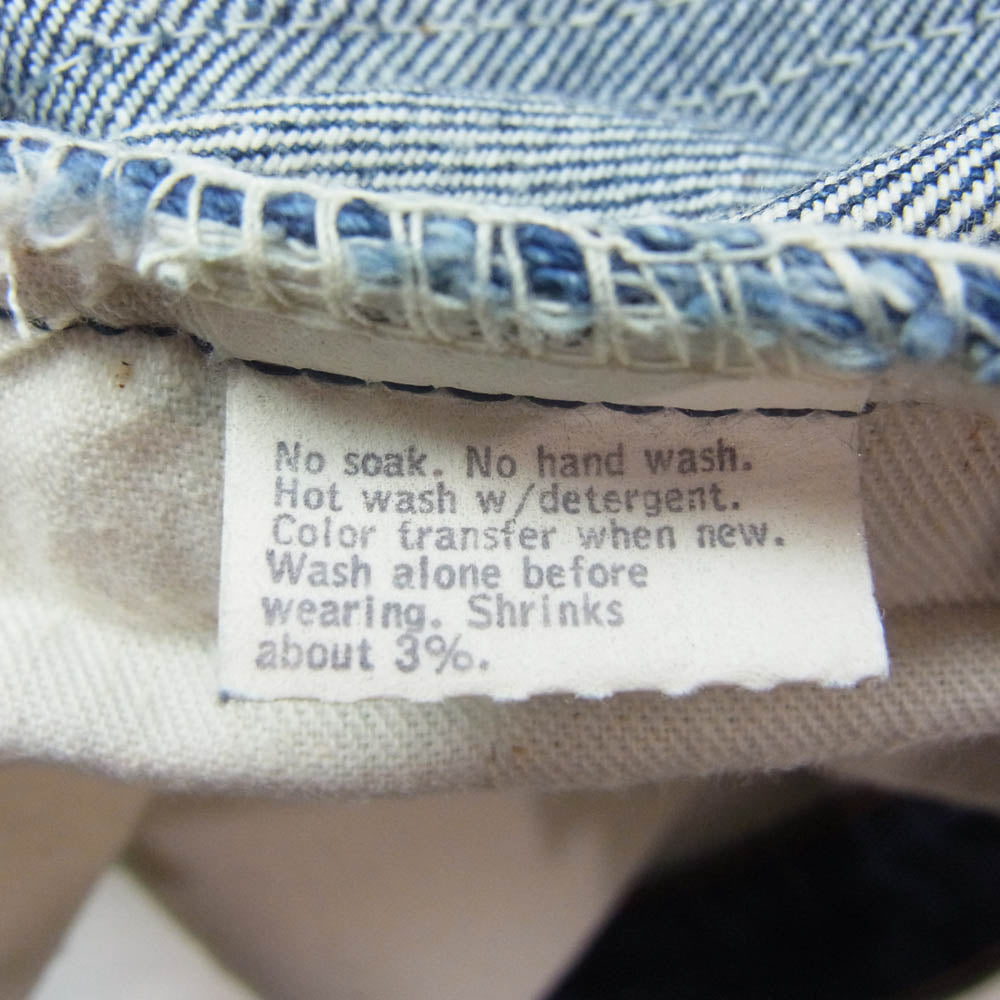 No soak. No hand wash.
Hot wash w/detergent.
Color transfer when new.
Wash alone before
wearing. Shrinks
about 3%.